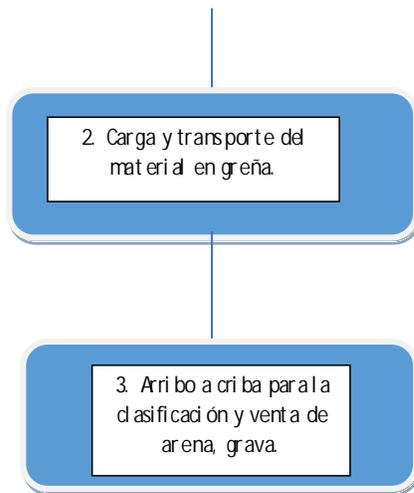 2. Carga y transporte del
material en greña.
3. Arribo a criba para la
clasificación y venta de
arena, grava.